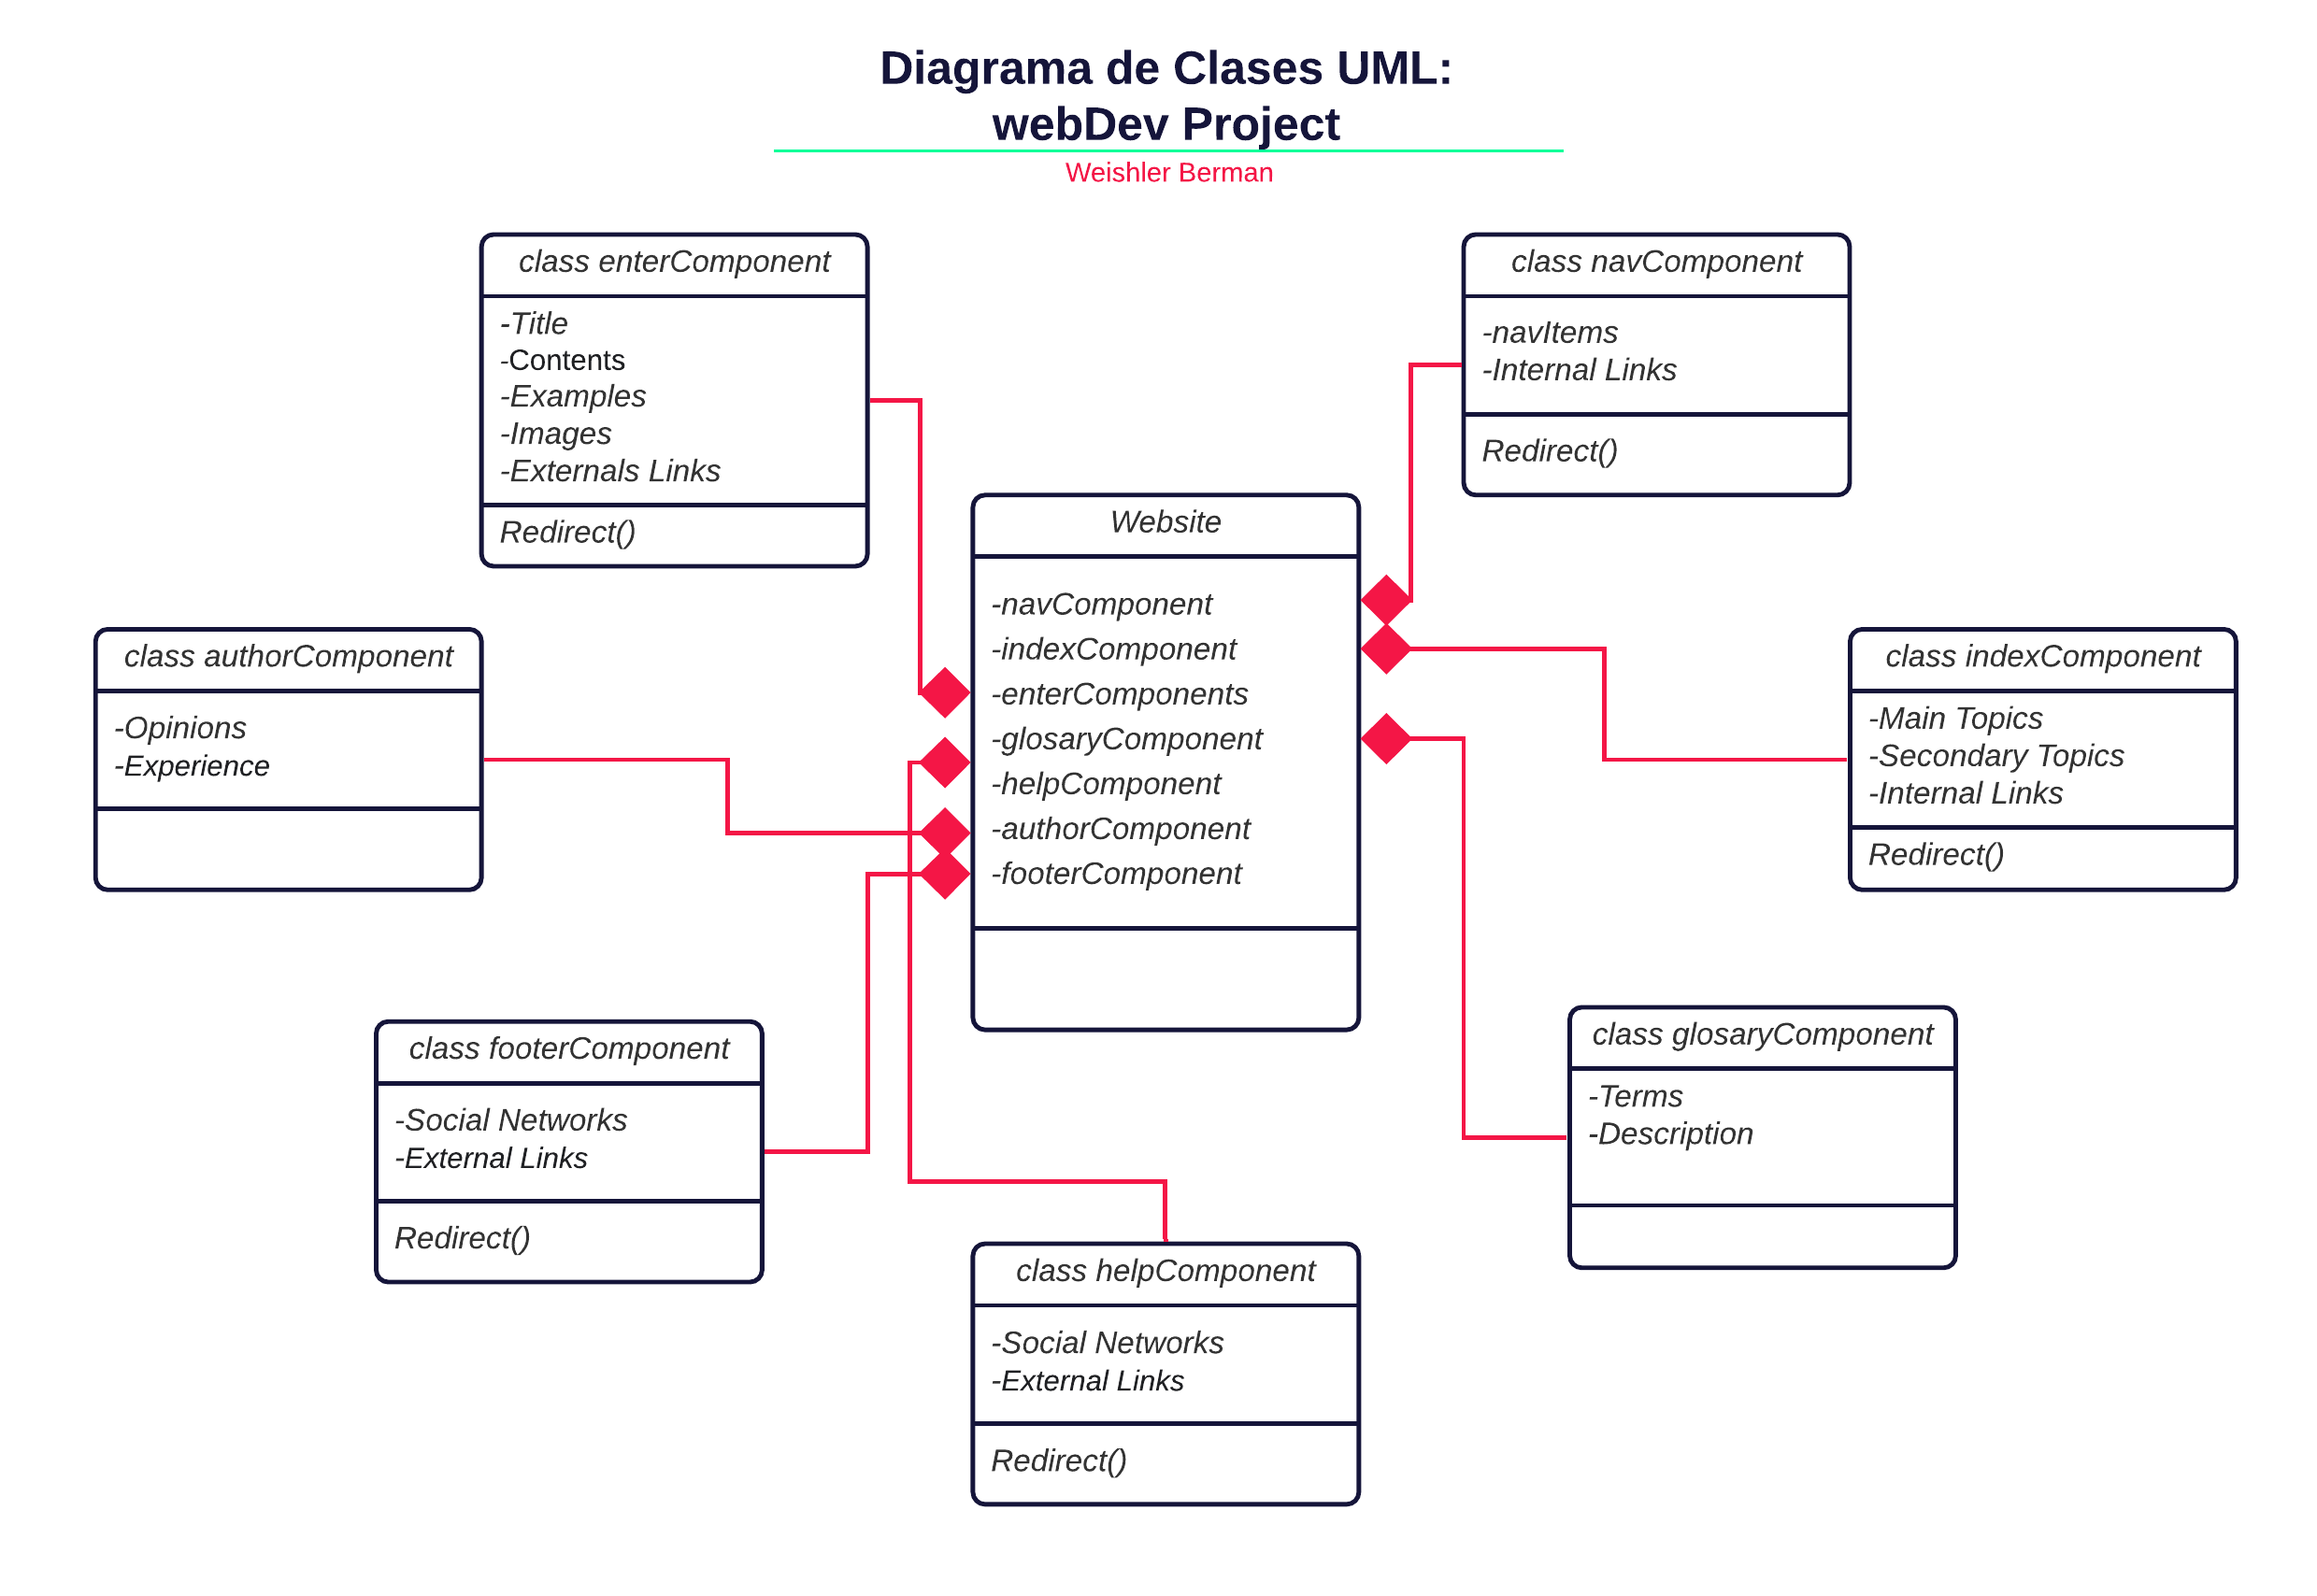 Diagrama de Clases UML:
webDev Project
Weishler Berman
class enterComponent
-Title
-Contents
-Examples
-Images
-Externals Links
Redirect()
class navComponent
-navItems
-Internal Links
Redirect()
Website
-navComponent
-indexComponent
-enterComponents
-glosaryComponent
-helpComponent
-authorComponent
-footerComponent
class authorComponent
-Opinions
-Experience
class indexComponent
-Main Topics
-Secondary Topics
-Internal Links
Redirect()
class footerComponent
-Social Networks
-External Links
Redirect()
class glosaryComponent
-Terms
-Description
class helpComponent
-Social Networks
-External Links
Redirect()